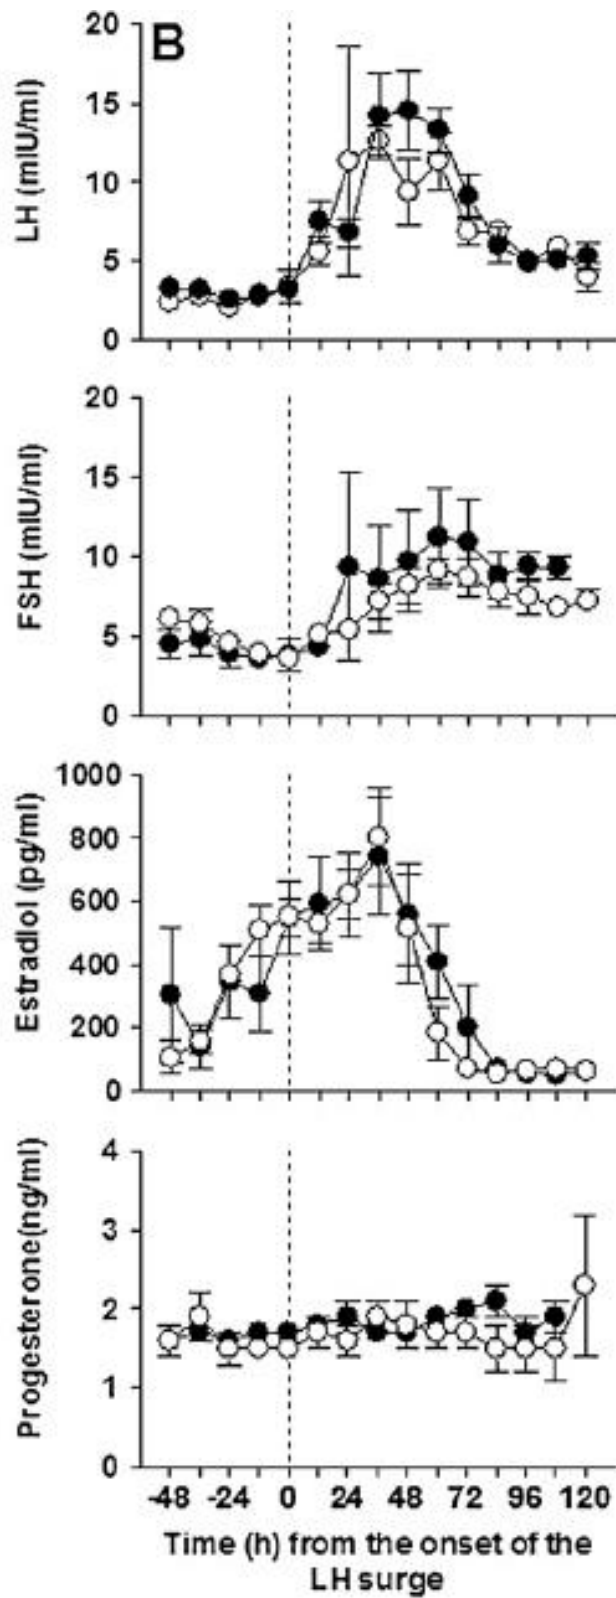 B
LH (mIU/ml)
20
15
10
5
0
FSH (mIU/ml)
20
15
10
5
0
Estradiol (pg/ml)
1000
800
600
400
200
0
Progesterone(ng/ml)
4
3
2
1
0
-48 -24 0 24 48 72 96 120
Time (h) from the onset of the
LH surge